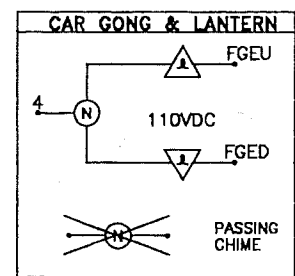 CAR GONG & LANTERN
FGEU
4
N
110VDC
FGED
N
PASSING
CHIME